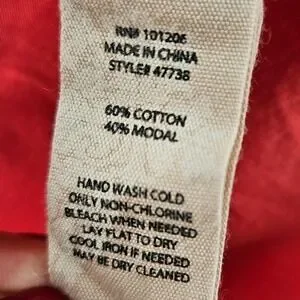 RN# 101206
MADE IN CHINA
STYLE# 47738
60% COTTON
40% MODAL
HAND WASH COLD
ONLY NON-CHLORINE
BLEACH WHEN NEEDED
LAY FLAT TO DRY
COOL IRON IF NEEDED
MAY BE DRY CLEANED